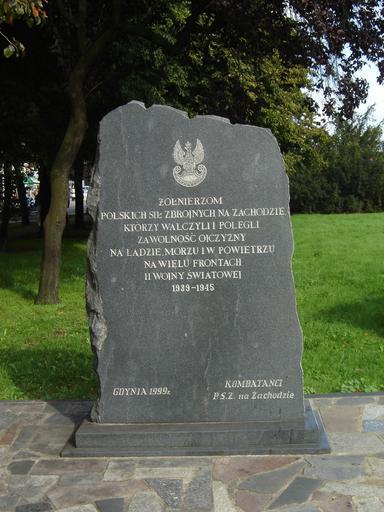 ŻOŁNIERZOM
POLSKICH SIŁ ZBROJNYCH NA ZACHODZIE
KTÓRZY WALCZYLI I POLEGLI
ZA WOLNOŚĆ OJCZYZNY
NA LĄDZIE, MORZU I W POWIETRZU
NA WIELU FRONTACH
II WOJNY ŚWIATOWEJ
1939-1945
GDYNIA 1999r.
KOMBATANCI
P.S.Z. na Zachodzie